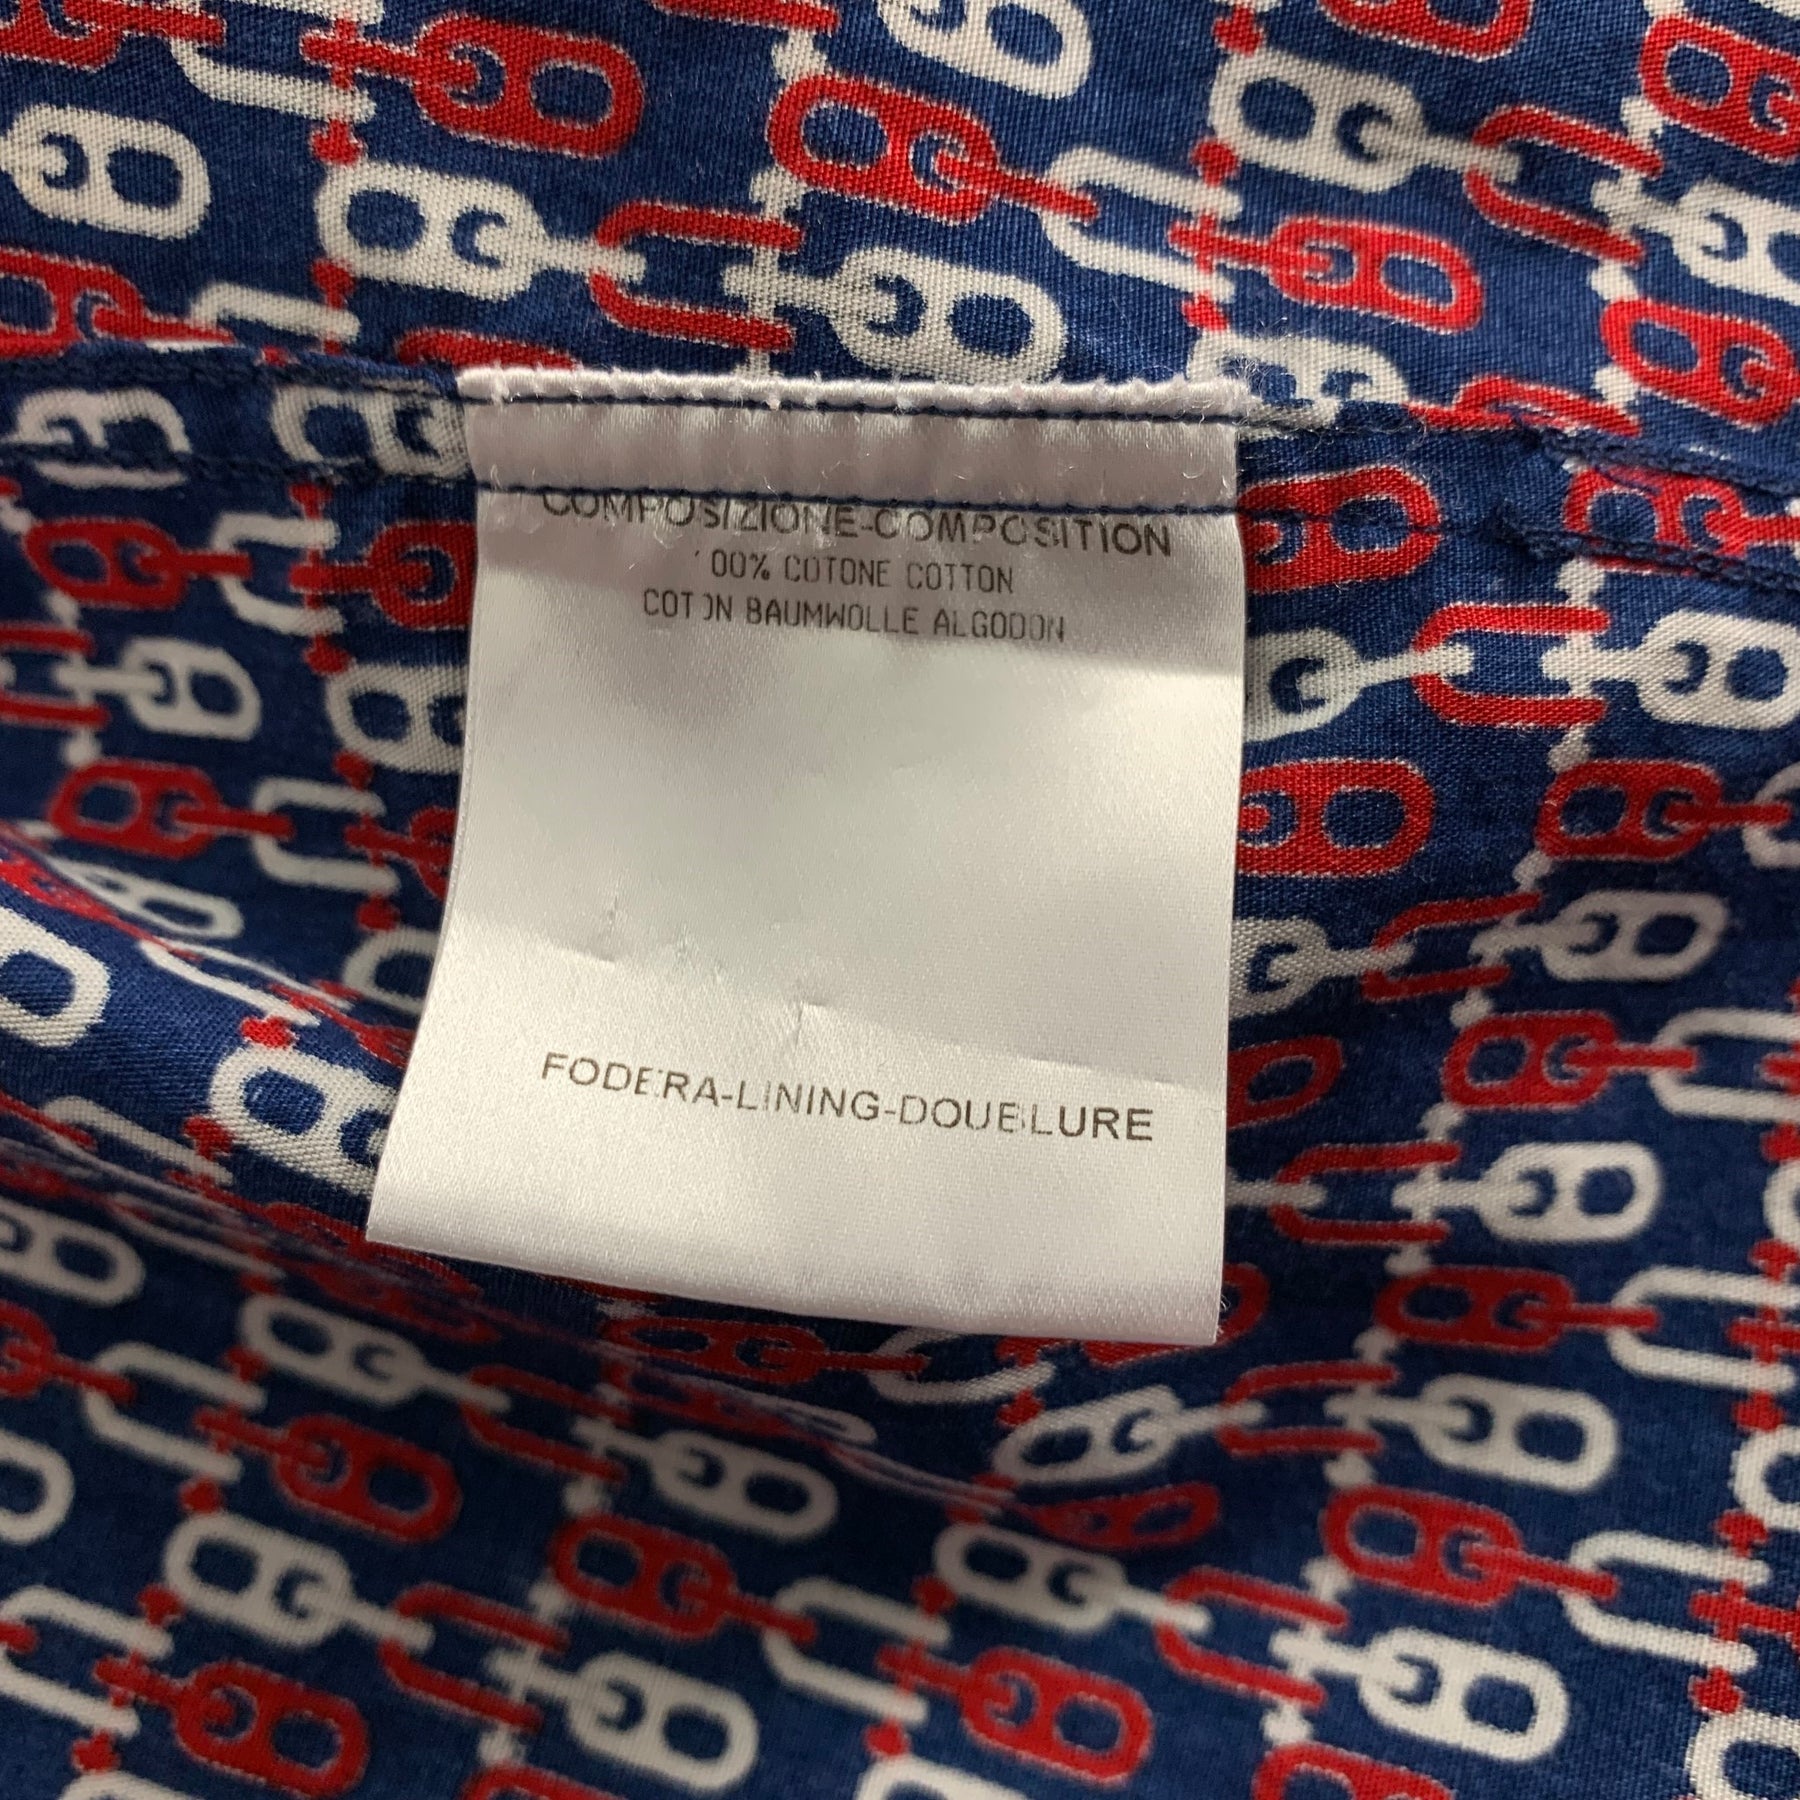 COMPOSIZIONE-COMPOSITION
100% COTONE COTTON
COTON BAUMWOLLE ALGODON
FODERA-LINING-DOUBLURE